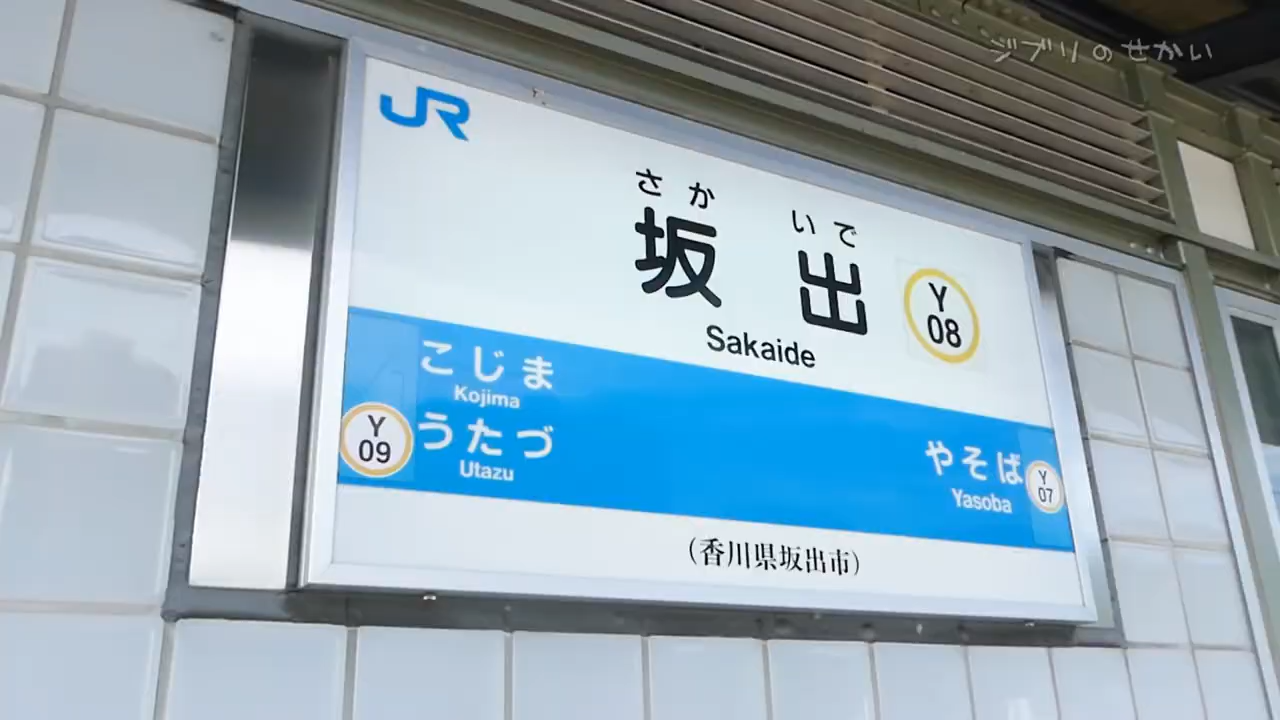 ジブリのせかい
JR
さか いで
坂 出
Sakaide
Y
08
こじま
Kojima
Y
09
うたづ
Utazu
やそば
Yasoba
Y
07
(香川県坂出市)